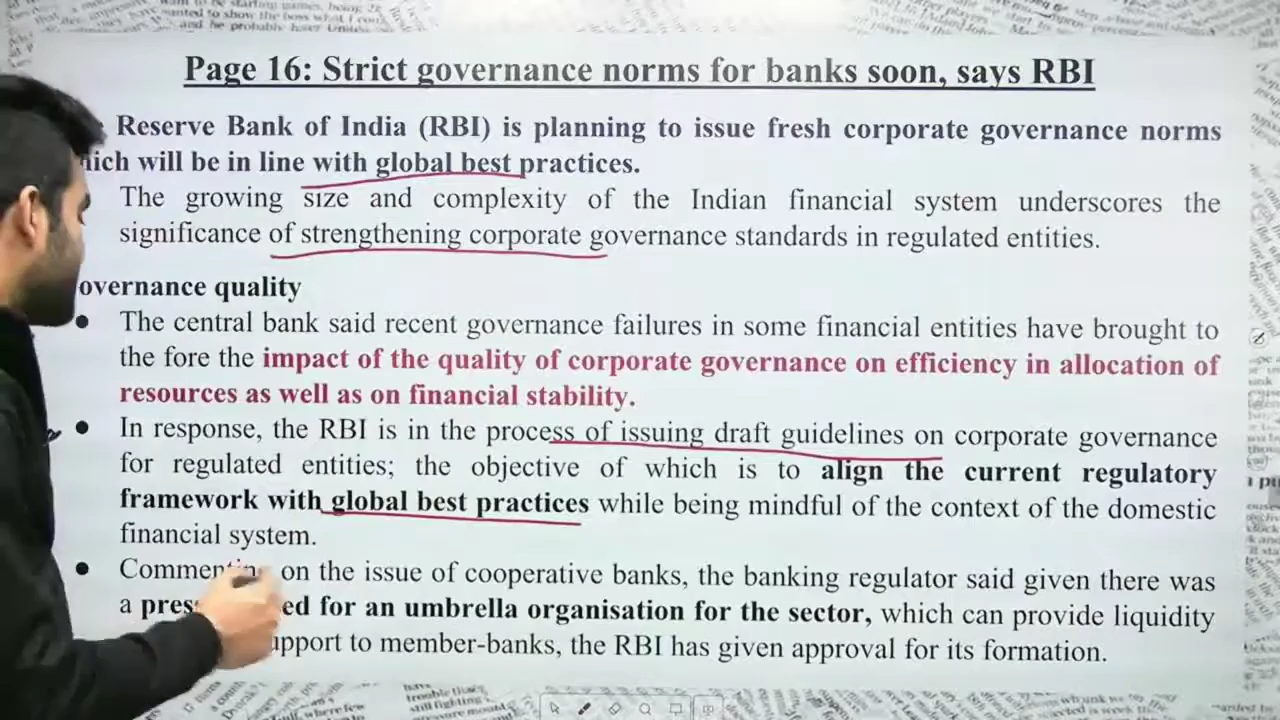 Page 16: Strict governance norms for banks soon, says RBI
Reserve Bank of India (RBI) is planning to issue fresh corporate governance norms
will be in line with global best practices.
The growing size and complexity of the Indian financial system underscores the
significance of strengthening corporate governance standards in regulated entities.
overnance quality
• The central bank said recent governance failures in some financial entities have brought to
the fore the impact of the quality of corporate governance on efficiency in allocation of
resources as well as on financial stability.
• In response, the RBI is in the process of issuing draft guidelines on corporate governance
for regulated entities; the objective of which is to align the current regulatory
framework with global best practices while being mindful of the context of the domestic
financial system.
• on the issue of cooperative banks, the banking regulator said given there was
a for an umbrella organisation for the sector, which can provide liquidity
to member-banks, the RBI has given approval for its formation.